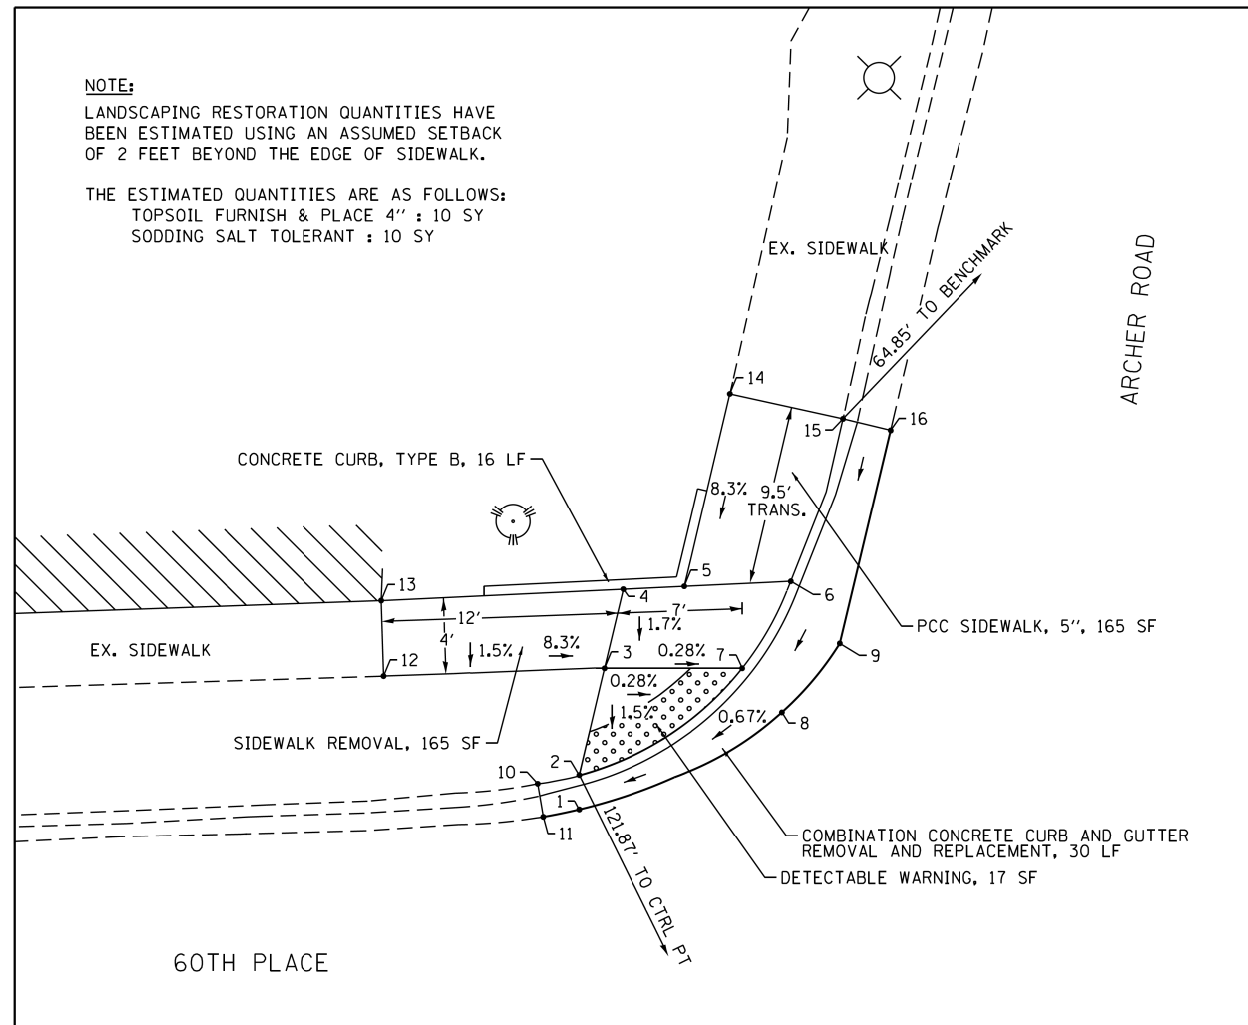 NOTE:
LANDSCAPING RESTORATION QUANTITIES HAVE
BEEN ESTIMATED USING AN ASSUMED SETBACK
OF 2 FEET BEYOND THE EDGE OF SIDEWALK.
THE ESTIMATED QUANTITIES ARE AS FOLLOWS:
TOPSOIL FURNISH & PLACE 4'' : 10 SY
SODDING SALT TOLERANT : 10 SY
EX. SIDEWALK
64.85' TO BENCHMARK
ARCHER ROAD
14
15
16
CONCRETE CURB, TYPE B, 16 LF
8.3%
9.5'
TRANS.
13
4
5
6
12'
7'
4'
1.7%
PCC SIDEWALK, 5'', 165 SF
EX. SIDEWALK
1.5%
8.3%
3
0.28%
7
9
12
0.28%
1.5%
0.67%
8
SIDEWALK REMOVAL, 165 SF
2
10
1
11
121.87' TO CTRL PT
COMBINATION CONCRETE CURB AND GUTTER
REMOVAL AND REPLACEMENT, 30 LF
DETECTABLE WARNING, 17 SF
60TH PLACE